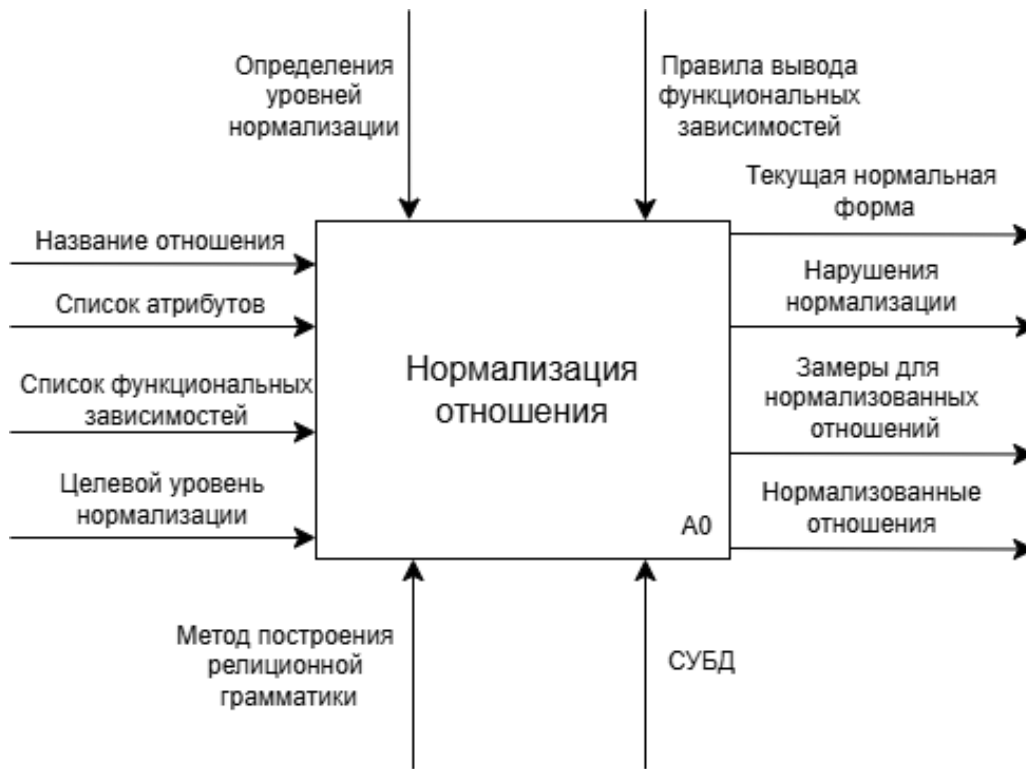 Определения
уровней
нормализации
Правила вывода
функциональных
зависимостей
Название отношения
Список атрибутов
Список функциональных
зависимостей
Целевой уровень
нормализации
Нормализация
отношения
A0
Текущая нормальная
форма
Нарушения
нормализации
Замеры для
нормализованных
отношений
Нормализованные
отношения
Метод построения
релиционной
грамматики
СУБД